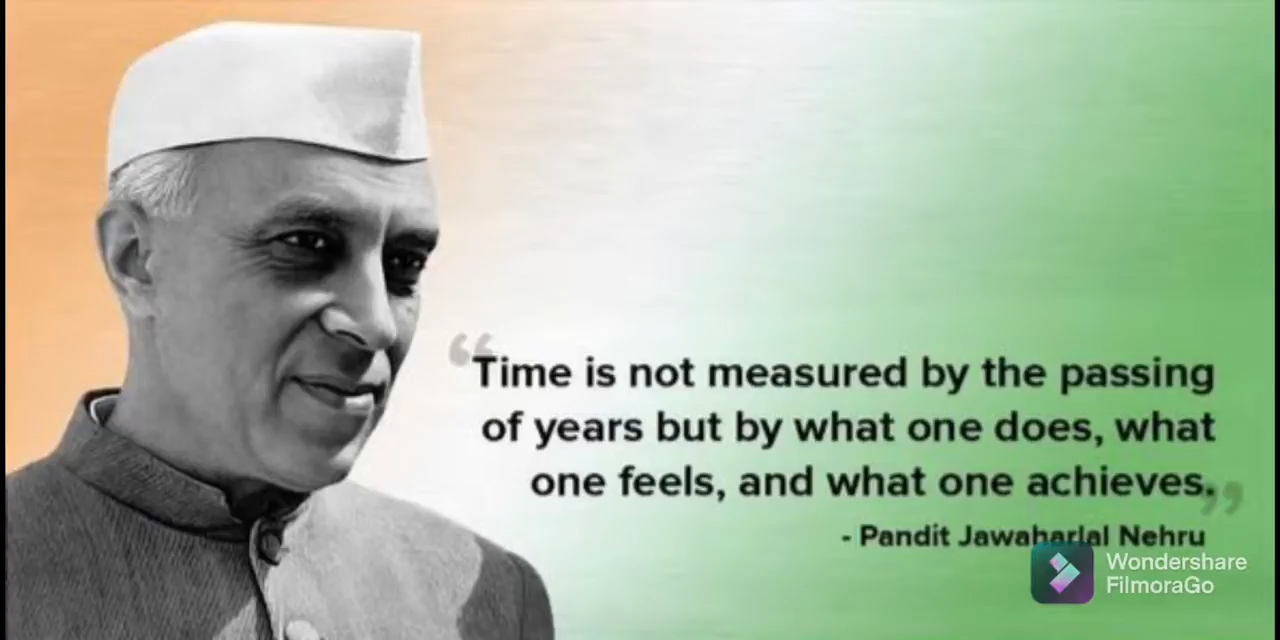 “Time is not measured by the passing
of years but by what one does, what
one feels, and what one achieves.”
- Pandit Jawaharlal Nehru
Wondershare
FilmoraGo